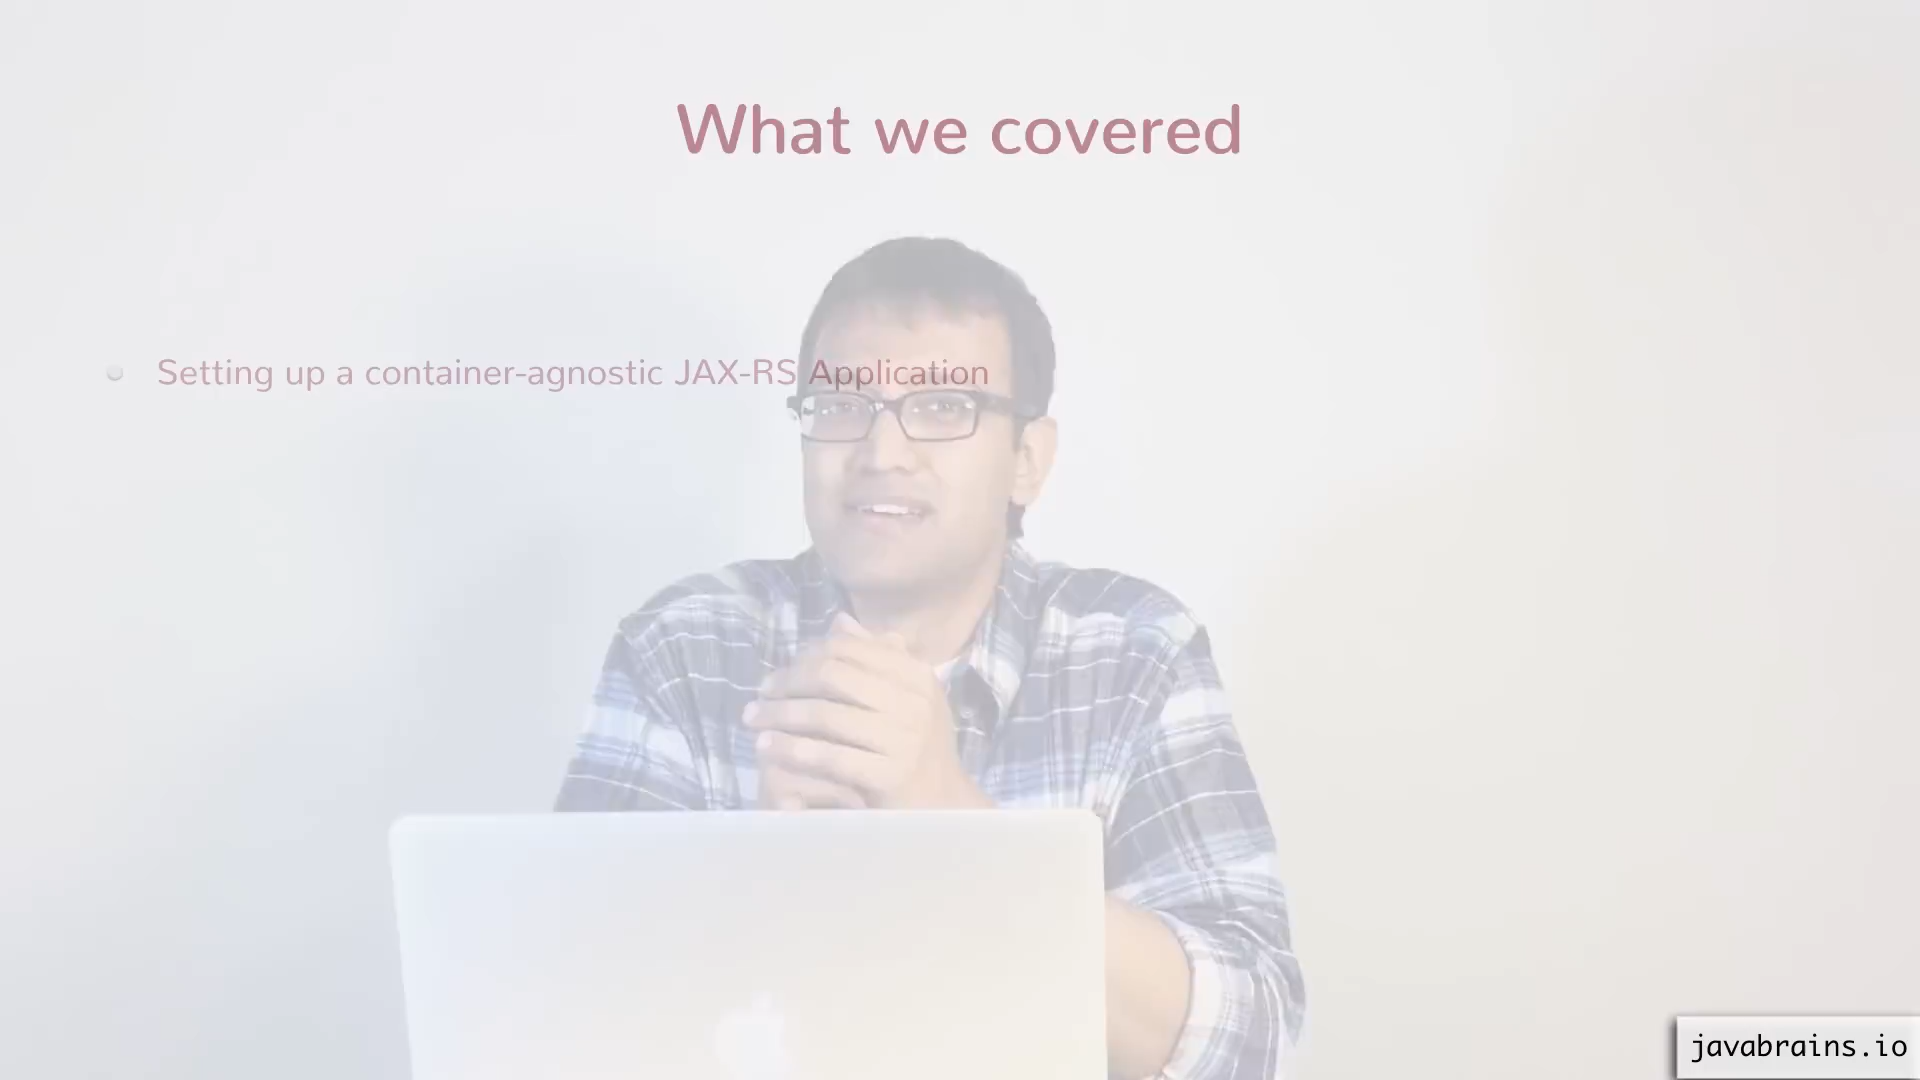 What we covered
Setting up a container-agnostic JAX-RS Application
javabrains.io